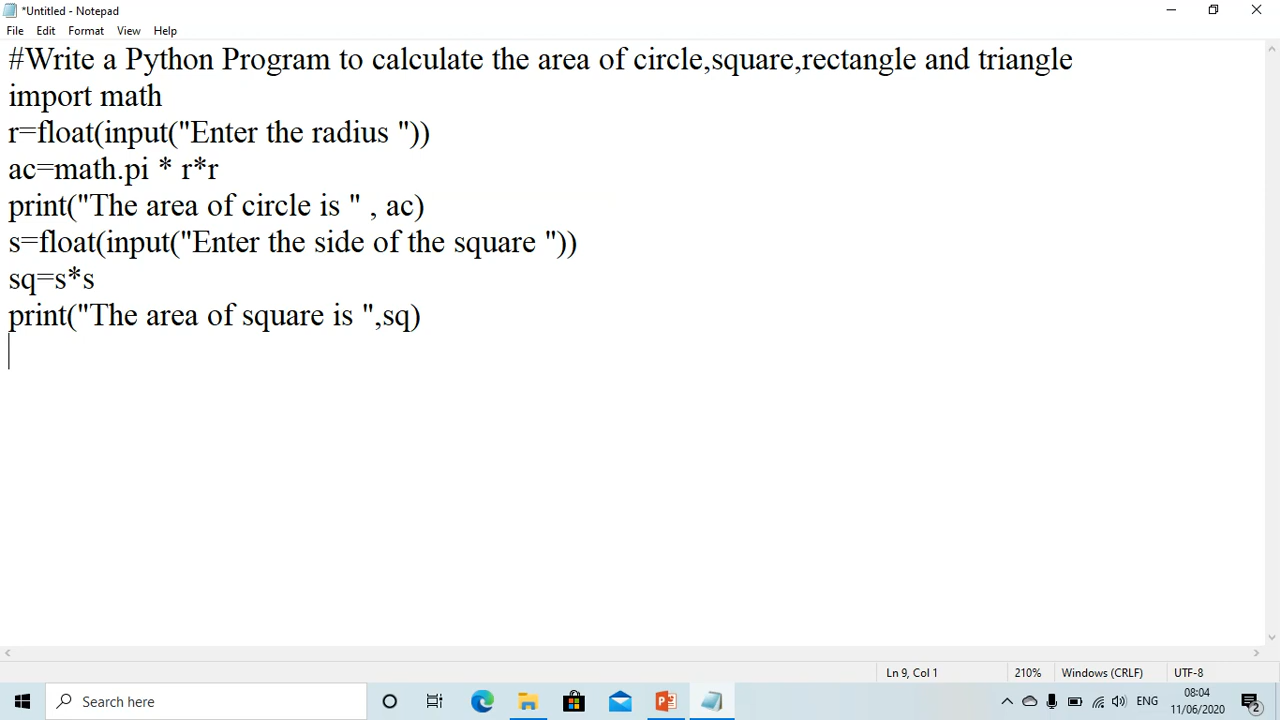 *Untitled - Notepad
File Edit Format View Help
#Write a Python Program to calculate the area of circle,square,rectangle and triangle
import math
r=float(input("Enter the radius "))
ac=math.pi * r*r
print("The area of circle is " , ac)
s=float(input("Enter the side of the square "))
sq=s*s
print("The area of square is ",sq)
Ln 9, Col 1 210% Windows (CRLF) UTF-8
Search here ENG 08:04
11/06/2020 2